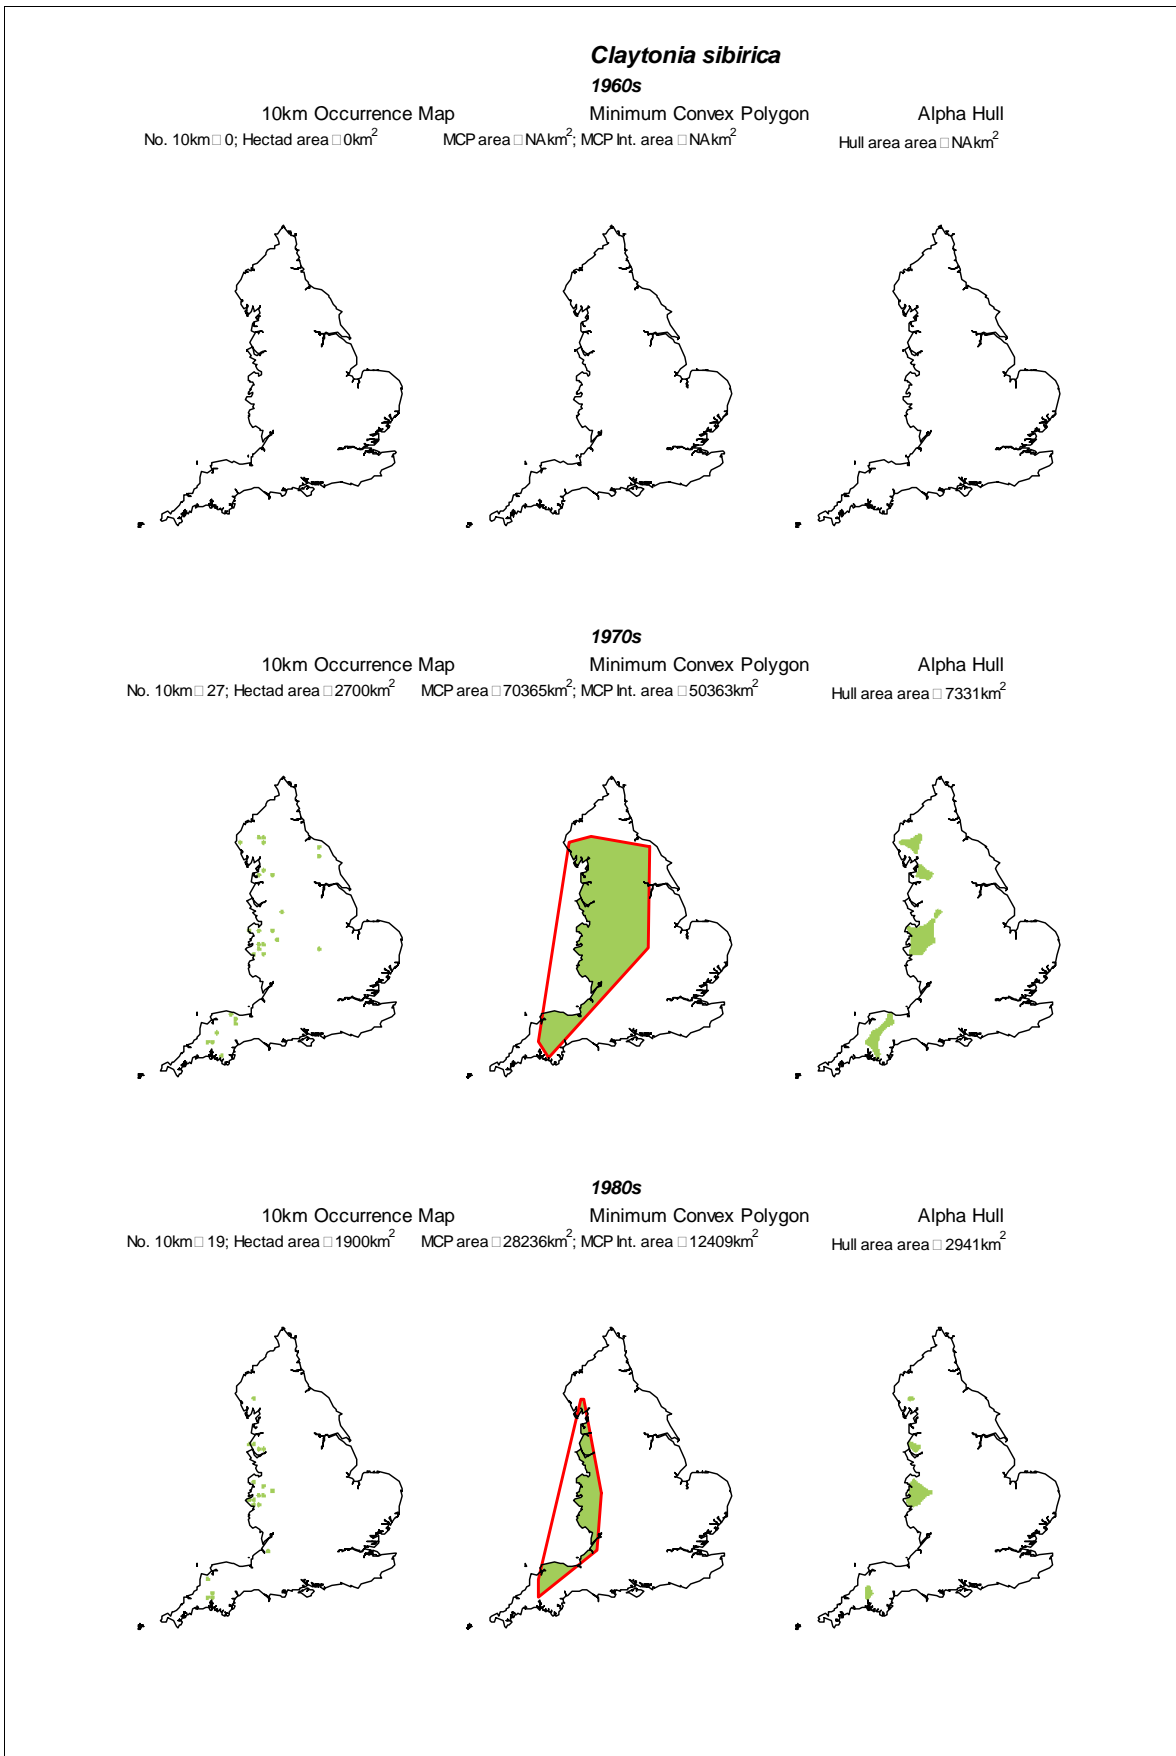 Claytonia sibirica
1960s
10km Occurrence Map Minimum Convex Polygon Alpha Hull
No. 10km□0; Hectad area□0km² MCP area□NAkm²; MCP Int. area□NAkm² Hull area area□NAkm²
1970s
10km Occurrence Map Minimum Convex Polygon Alpha Hull
No. 10km□27; Hectad area□2700km² MCP area□70365km²; MCP Int. area□50363km² Hull area area□7331km²
1980s
10km Occurrence Map Minimum Convex Polygon Alpha Hull
No. 10km□19; Hectad area□1900km² MCP area□28236km²; MCP Int. area□12409km² Hull area area□2941km²